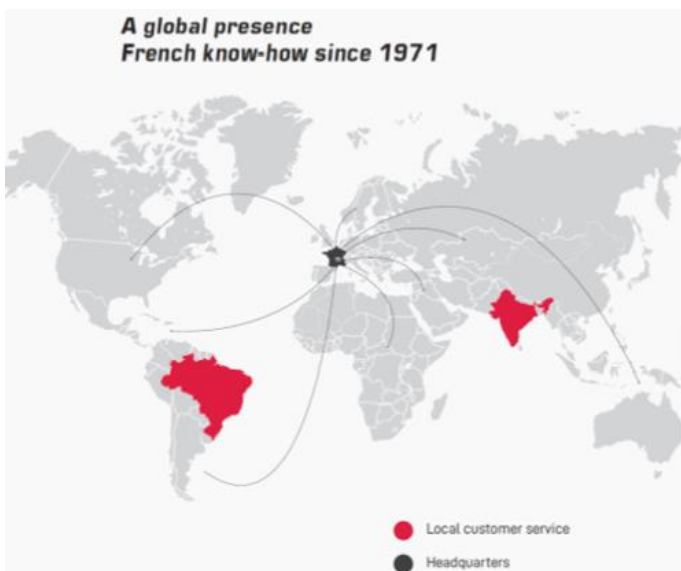 A global presence
French know-how since 1971
Local customer service
Headquarters